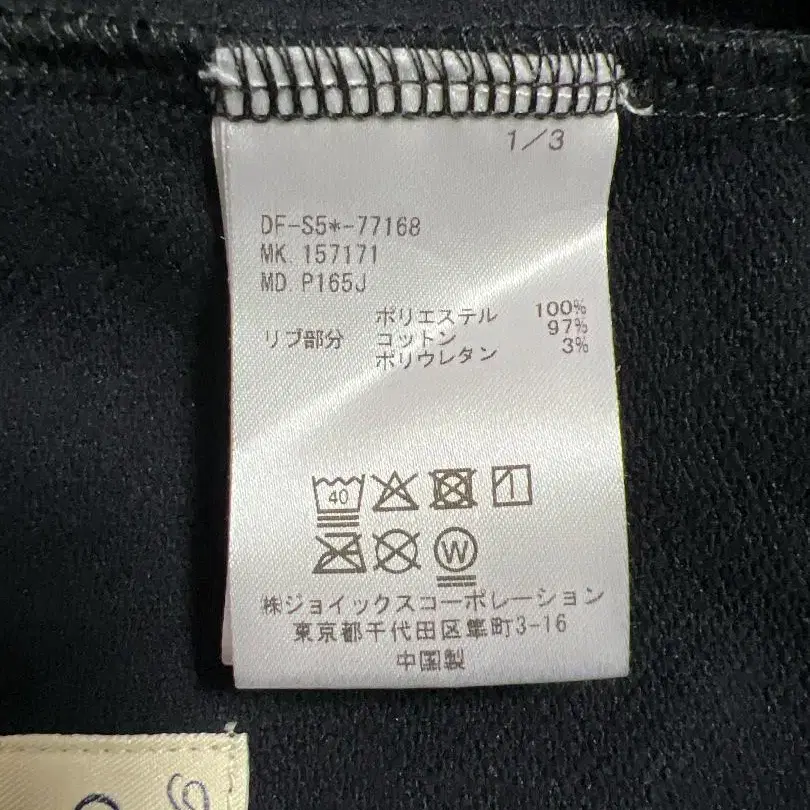 1/3
DF-S5*-77168
MK. 157171
MD. P165J
ポリエステル 100%
リブ部分 コットン 97%
ポリウレタン 3%
40
W
㈱ジョイックスコーポレーション
東京都千代田区隼町3-16
中国製